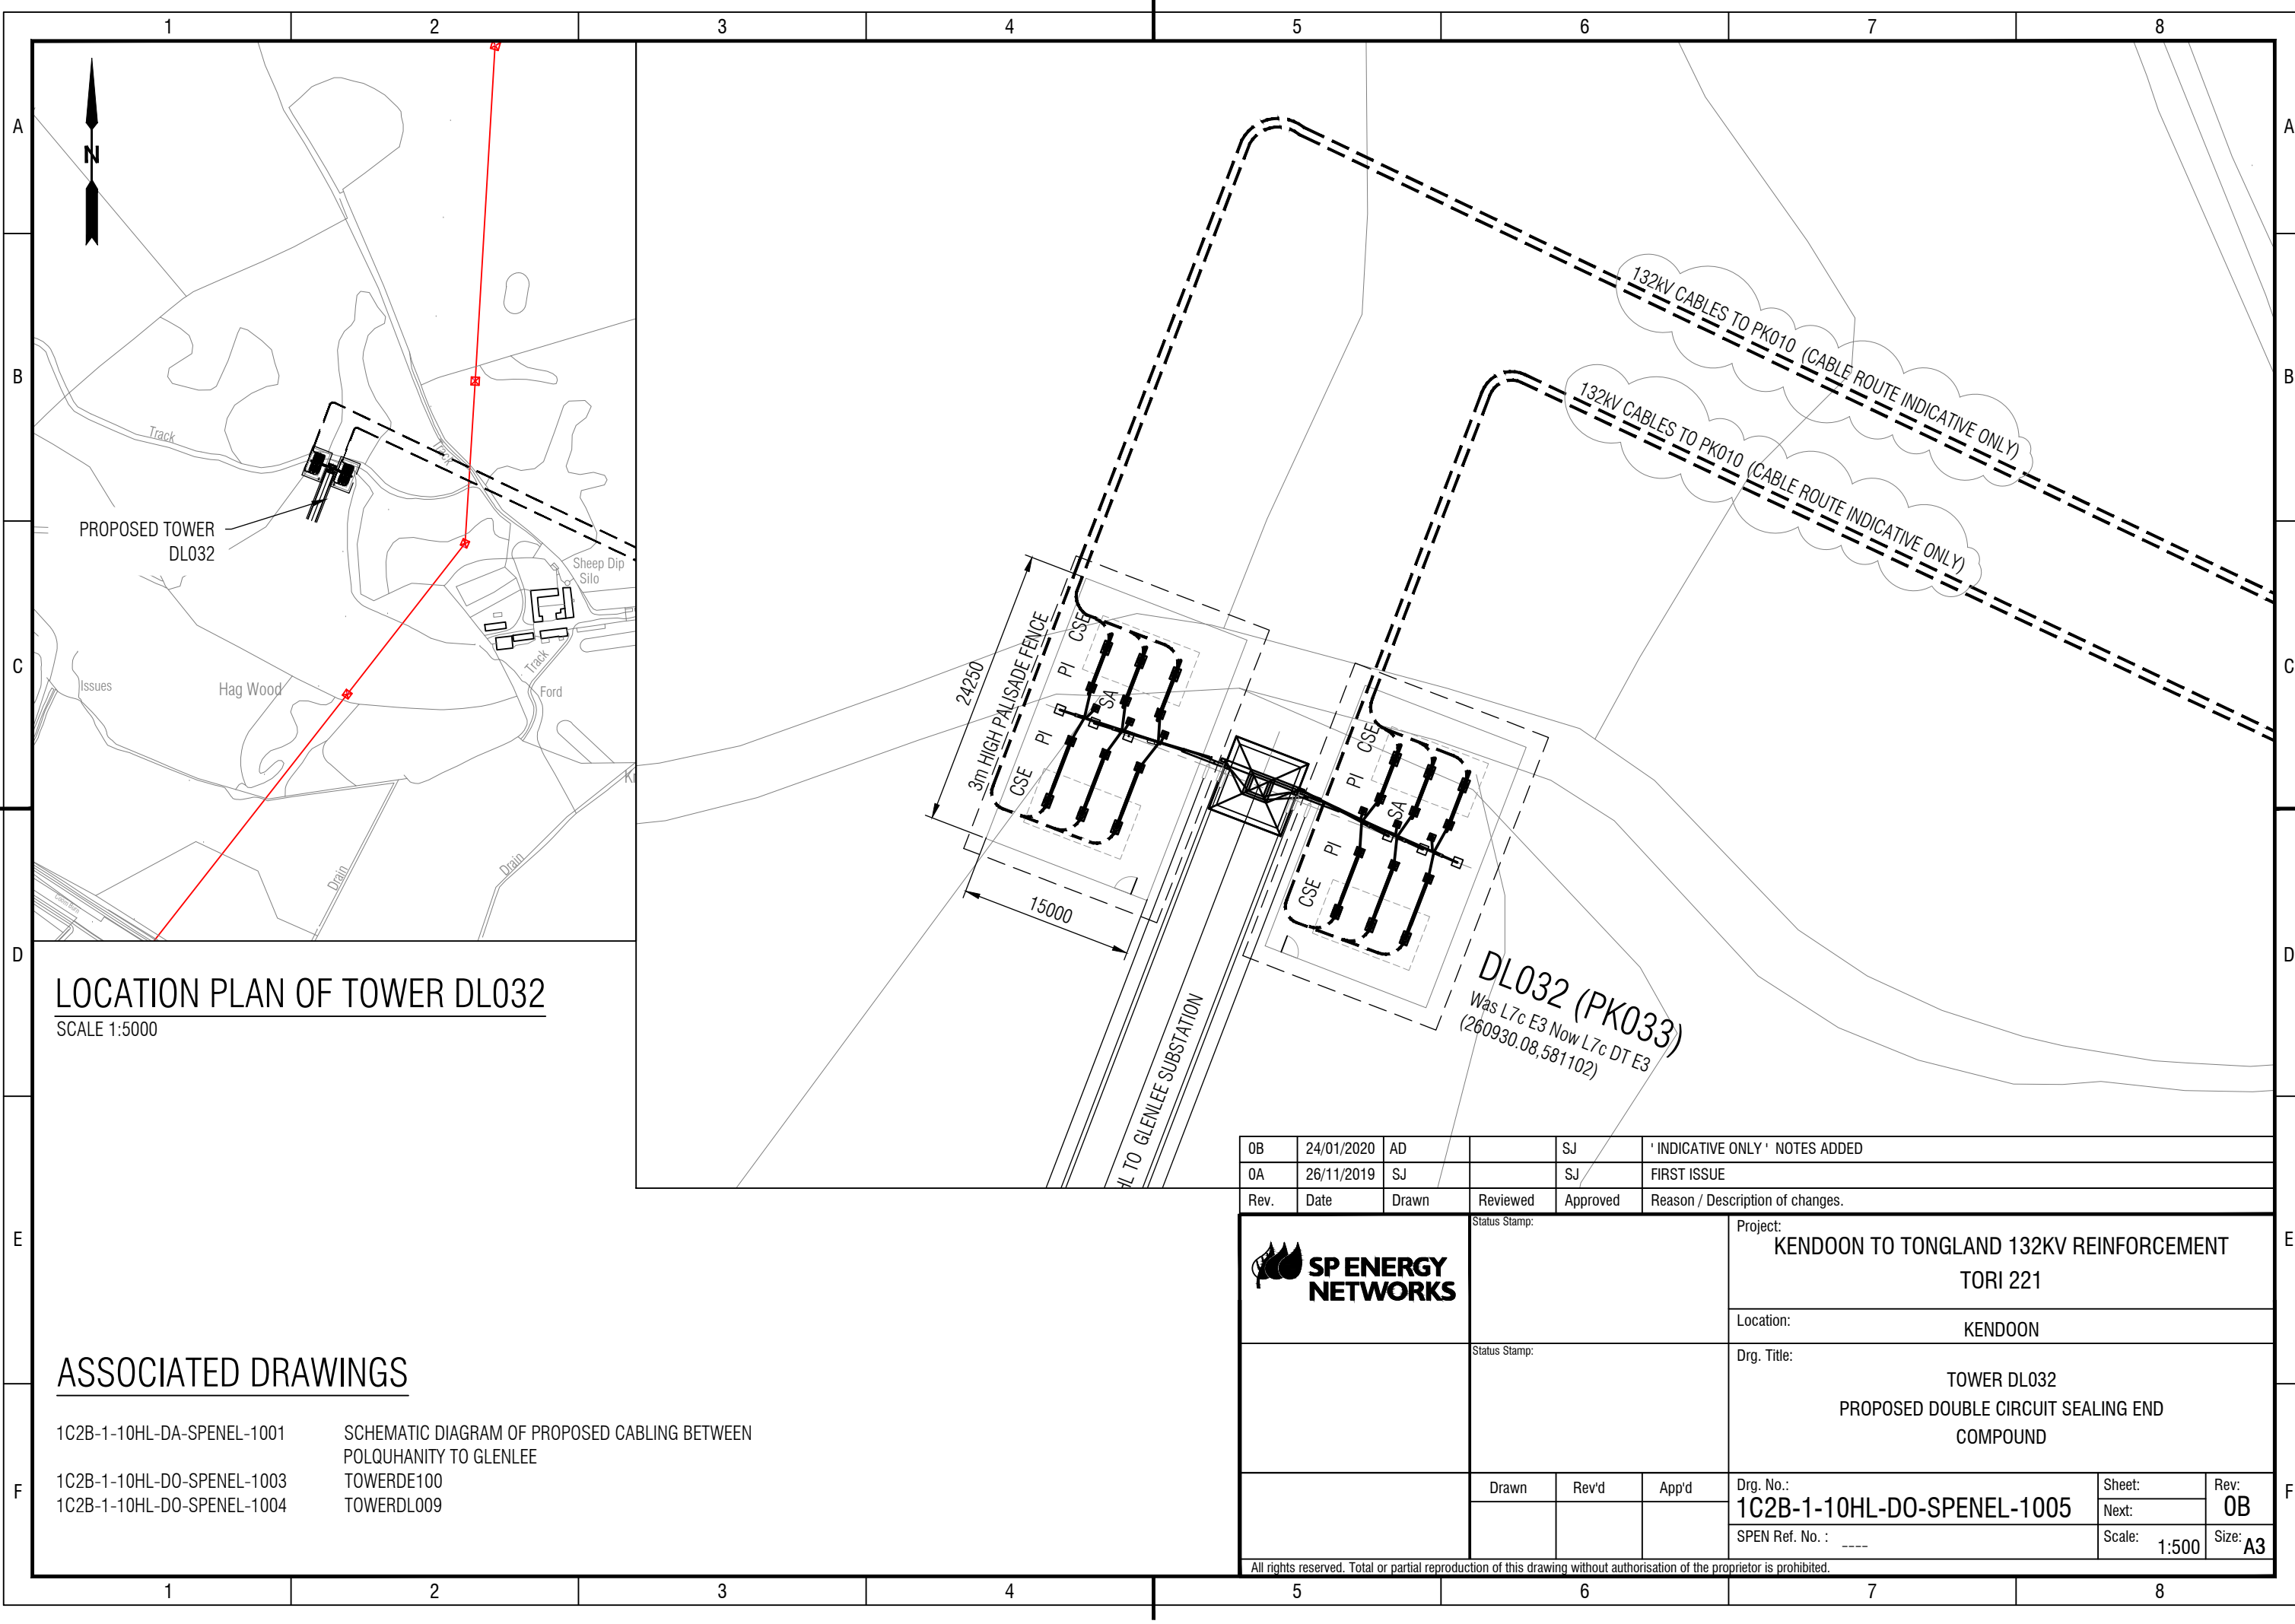 1 2 3 4 5 6 7 8
A
B
C
D
E
F
A
B
C
D
E
F
N
Track
Track
PROPOSED TOWER
DL032
Sheep Dip
Silo
Issues
Hag Wood
Track
Ford
Drain
Drain
LOCATION PLAN OF TOWER DL032
SCALE 1:5000
132kV CABLES TO PK010 (CABLE ROUTE INDICATIVE ONLY)
132kV CABLES TO PK010 (CABLE ROUTE INDICATIVE ONLY)
24250
3m HIGH PALISADE FENCE
CSE
PI
SA
PI
CSE
15000
CSE
PI
SA
PI
CSE
DL032 (PK033)
Was L7c E3 Now L7c DT E3
(260930.08,581102)
HL TO GLENLEE SUBSTATION
ASSOCIATED DRAWINGS
1C2B-1-10HL-DA-SPENEL-1001 SCHEMATIC DIAGRAM OF PROPOSED CABLING BETWEEN
POLQUHANITY TO GLENLEE
1C2B-1-10HL-DO-SPENEL-1003 TOWERDE100
1C2B-1-10HL-DO-SPENEL-1004 TOWERDL009
0B 24/01/2020 AD SJ ' INDICATIVE ONLY ' NOTES ADDED
0A 26/11/2019 SJ SJ FIRST ISSUE
Rev. Date Drawn Reviewed Approved Reason / Description of changes.
SP ENERGY
NETWORKS
Status Stamp:
Status Stamp:
Project:
KENDOON TO TONGLAND 132KV REINFORCEMENT
TORI 221
Location:
KENDOON
Drg. Title:
TOWER DL032
PROPOSED DOUBLE CIRCUIT SEALING END
COMPOUND
Drawn Rev'd App'd
Drg. No.:
1C2B-1-10HL-DO-SPENEL-1005
Sheet:
Next:
Rev:
0B
SPEN Ref. No. : ----
Scale: 1:500
Size: A3
All rights reserved. Total or partial reproduction of this drawing without authorisation of the proprietor is prohibited.
1 2 3 4 5 6 7 8